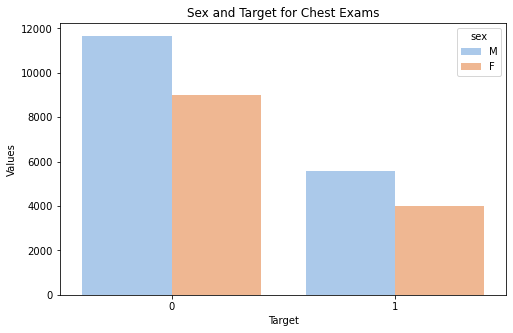 Sex and Target for Chest Exams
sex
M
F
12000
10000
8000
6000
4000
2000
0
Values
0
1
Target